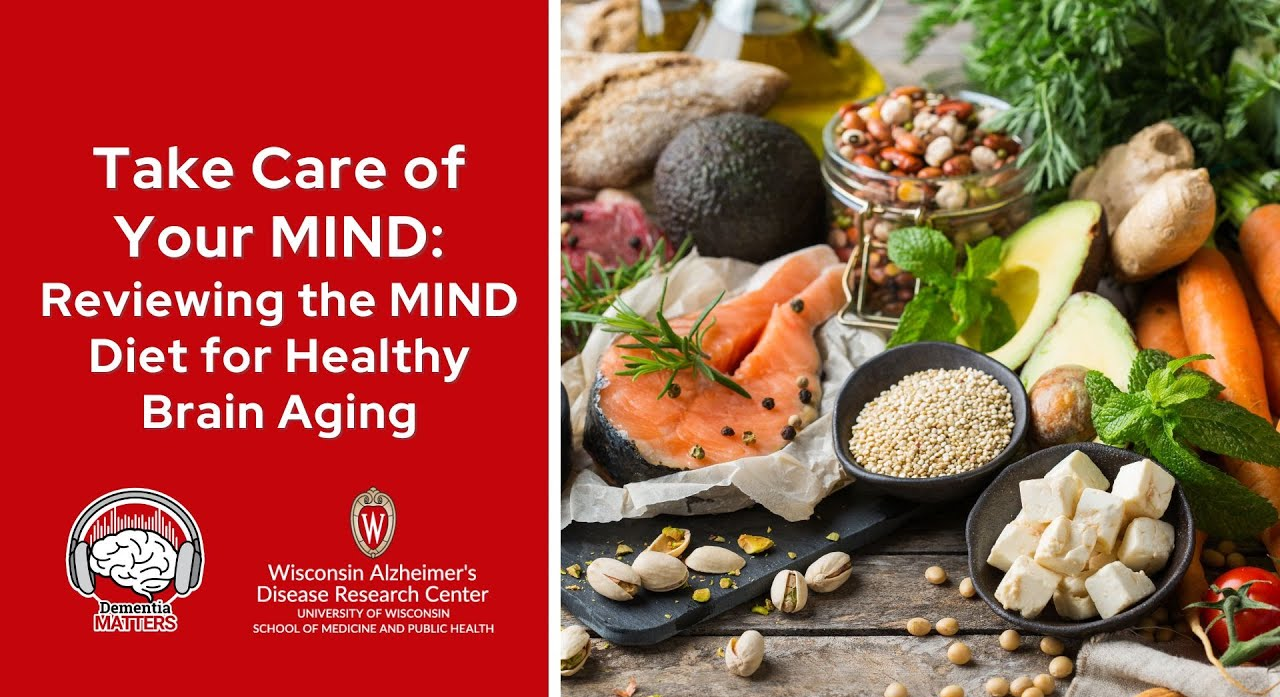 Take Care of
Your MIND:
Reviewing the MIND
Diet for Healthy
Brain Aging
Dementia
MATTERS
W
Wisconsin Alzheimer's
Disease Research Center
UNIVERSITY OF WISCONSIN
SCHOOL OF MEDICINE AND PUBLIC HEALTH